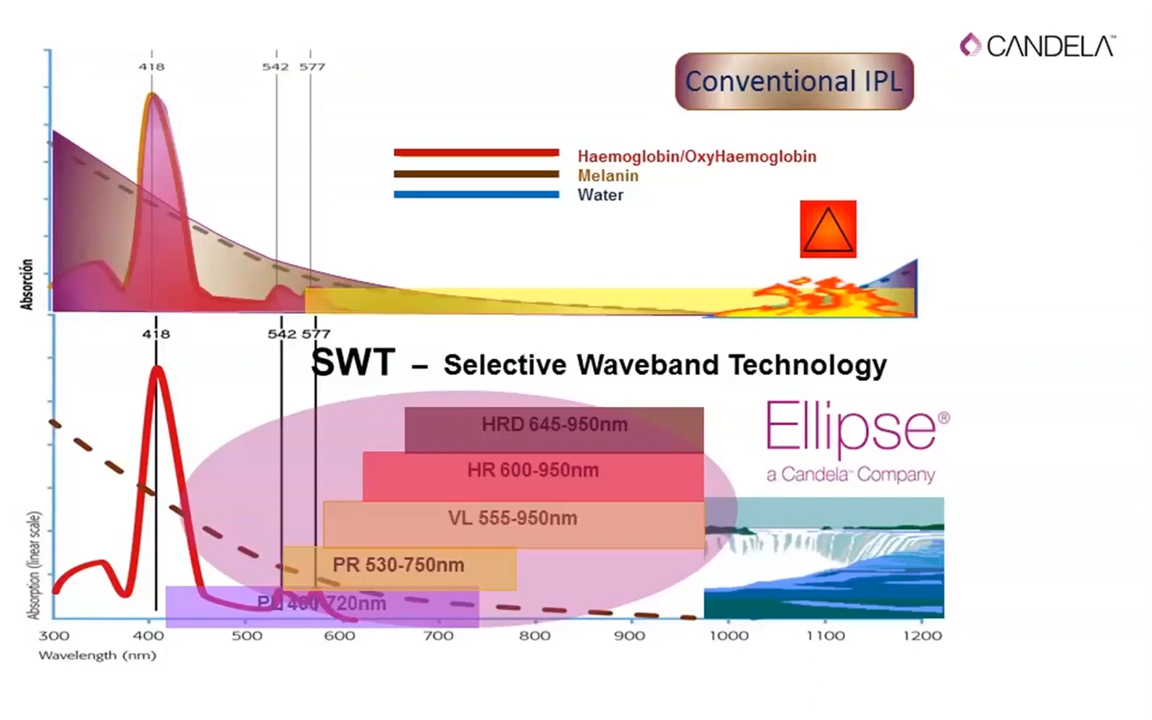 CANDELA™
418 542 577
Conventional IPL
Haemoglobin/OxyHaemoglobin
Melanin
Water
Absorción
418 542 577
SWT – Selective Waveband Technology
HRD 645-950nm
HR 600-950nm
VL 555-950nm
PR 530-750nm
PL 400-720nm
Ellipse®
a Candela™ Company
Absorption (linear scale)
300 400 500 600 700 800 900 1000 1100 1200
Wavelength (nm)